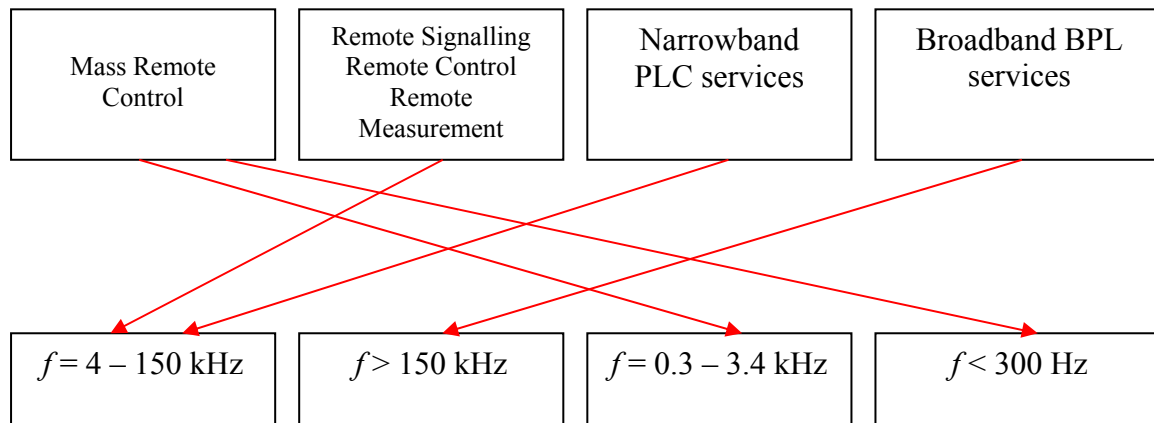 Mass Remote
Control
Remote Signalling
Remote Control
Remote
Measurement
Narrowband
PLC services
Broadband BPL
services
f = 4 – 150 kHz
f > 150 kHz
f = 0.3 – 3.4 kHz
f < 300 Hz